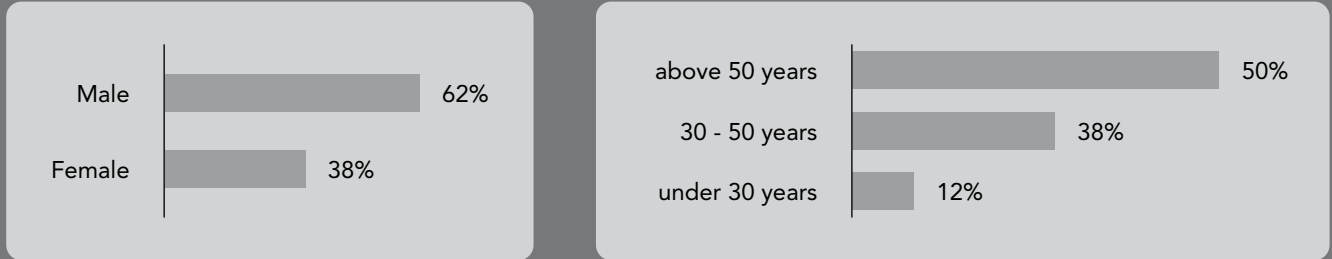 Male 62%
Female 38%
above 50 years 50%
30 - 50 years 38%
under 30 years 12%